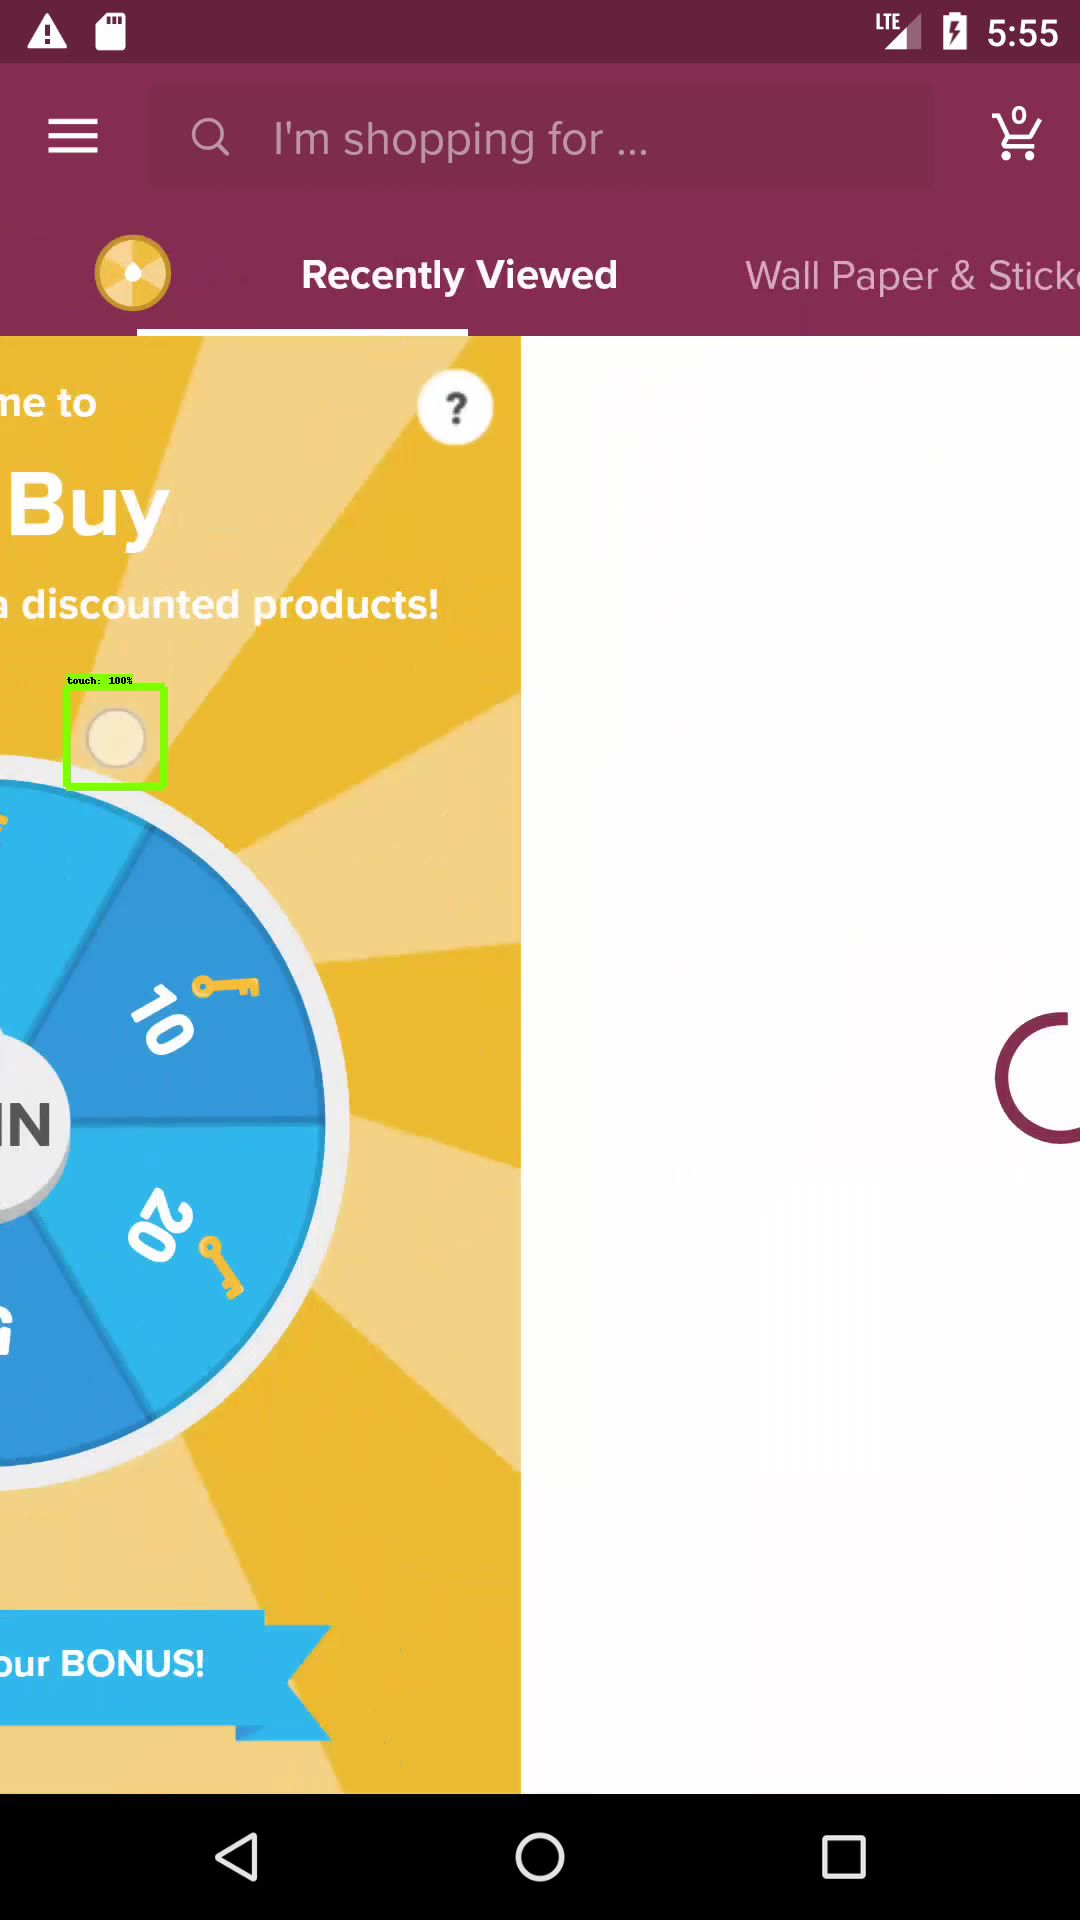 LTE 5:55
I'm shopping for ...
0
Recently Viewed
Wall Paper & Sticke
me to
?
Buy
a discounted products!
touch: 100%
10
IN
20
G
our BONUS!